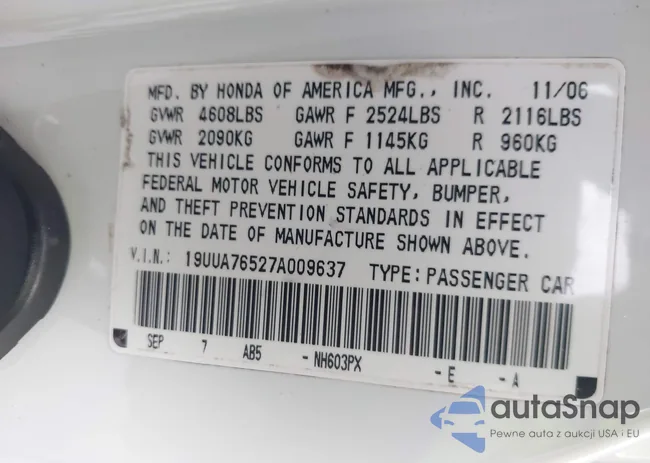 MFD. BY HONDA OF AMERICA MFG., INC. 11/06
GVWR 4608LBS GAWR F 2524LBS R 2116LBS
GVWR 2090KG GAWR F 1145KG R 960KG
THIS VEHICLE CONFORMS TO ALL APPLICABLE
FEDERAL MOTOR VEHICLE SAFETY, BUMPER,
AND THEFT PREVENTION STANDARDS IN EFFECT
ON THE DATE OF MANUFACTURE SHOWN ABOVE.
V.I.N.: 19UUA76527A009637 TYPE: PASSENGER CAR
SEP 7 AB5 - NH603PX - E - A
autaSnap
Pewne auta z aukcji USA i EU